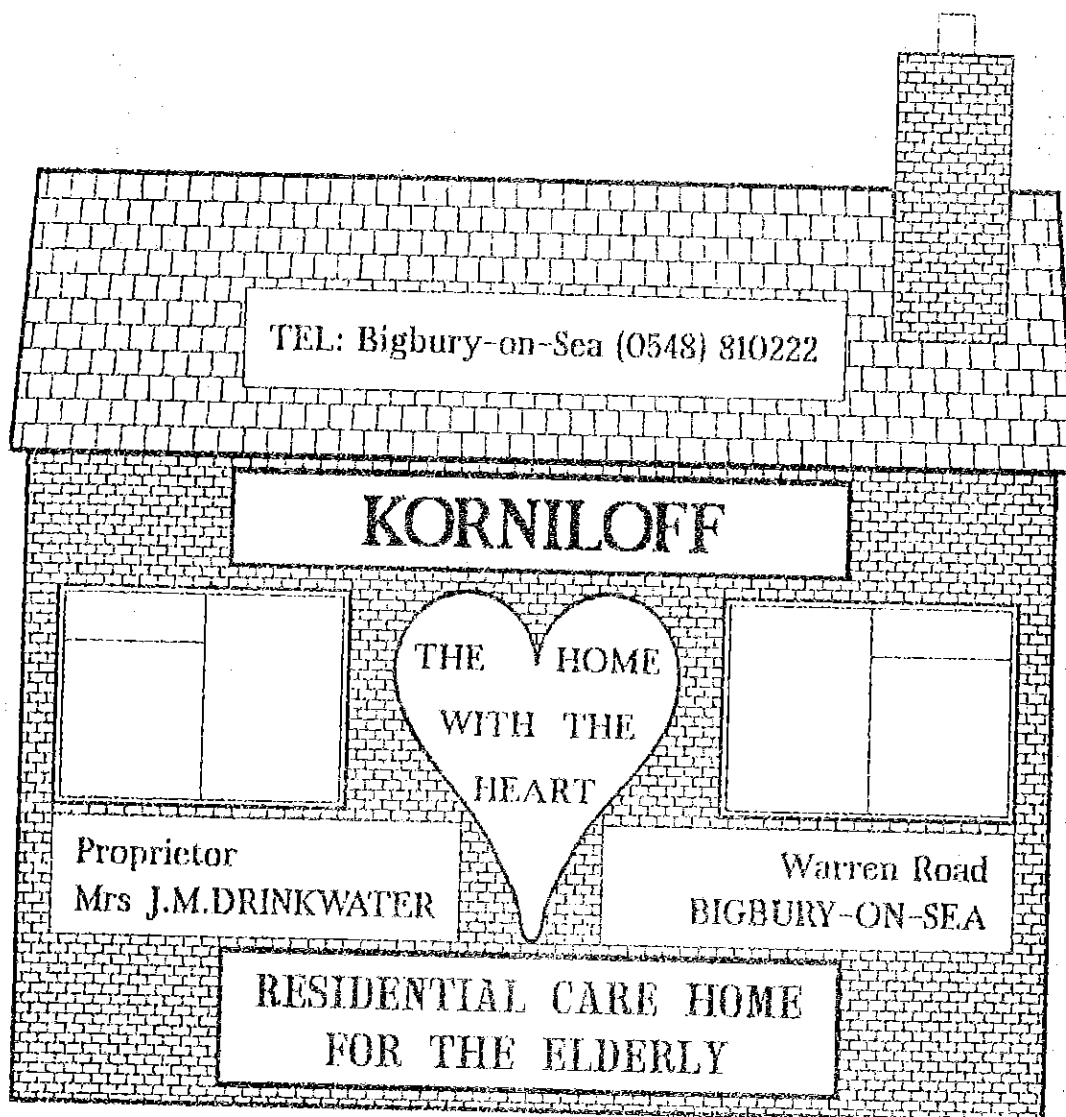 TEL: Bigbury-on-Sea (0548) 810222
KORNILOFF
THE HOME
WITH THE
HEART
Proprietor
Mrs J.M.DRINKWATER
Warren Road
BIGBURY-ON-SEA
RESIDENTIAL CARE HOME
FOR THE ELDERLY